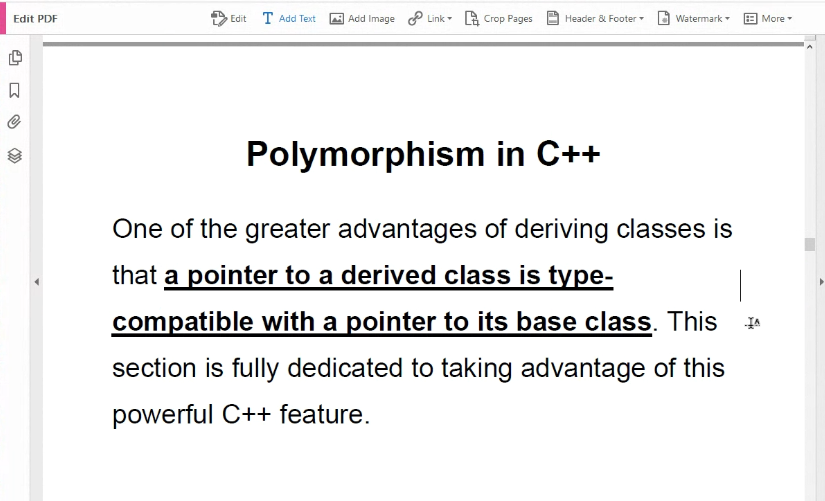 Edit PDF
Edit Add Text Add Image Link Crop Pages Header & Footer Watermark More
Polymorphism in C++
One of the greater advantages of deriving classes is
that a pointer to a derived class is type-
compatible with a pointer to its base class. This
section is fully dedicated to taking advantage of this
powerful C++ feature.